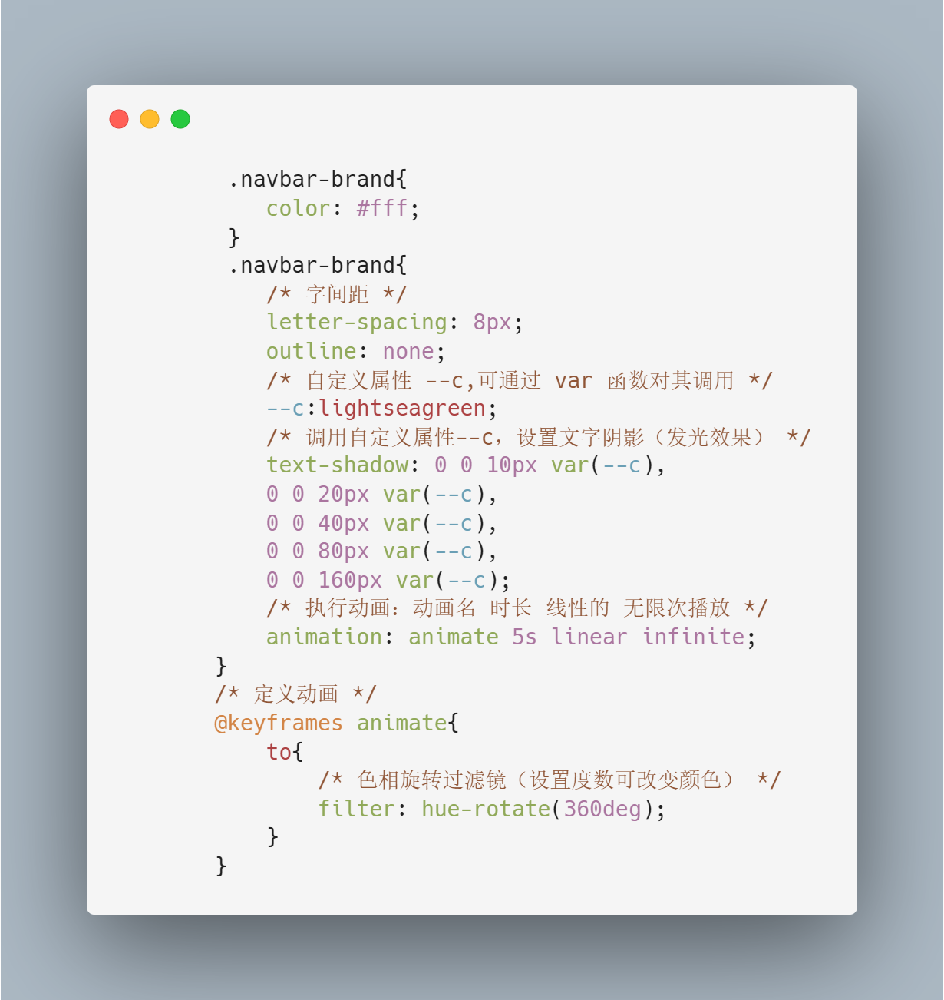 .navbar-brand{
color: #fff;
}
.navbar-brand{
/* 字间距 */
letter-spacing: 8px;
outline: none;
/* 自定义属性 --c,可通过 var 函数对其调用 */
--c:lightseagreen;
/* 调用自定义属性--c，设置文字阴影（发光效果） */
text-shadow: 0 0 10px var(--c),
0 0 20px var(--c),
0 0 40px var(--c),
0 0 80px var(--c),
0 0 160px var(--c);
/* 执行动画：动画名 时长 线性的 无限次播放 */
animation: animate 5s linear infinite;
}
/* 定义动画 */
@keyframes animate{
to{
/* 色相旋转过滤镜（设置度数可改变颜色） */
filter: hue-rotate(360deg);
}
}